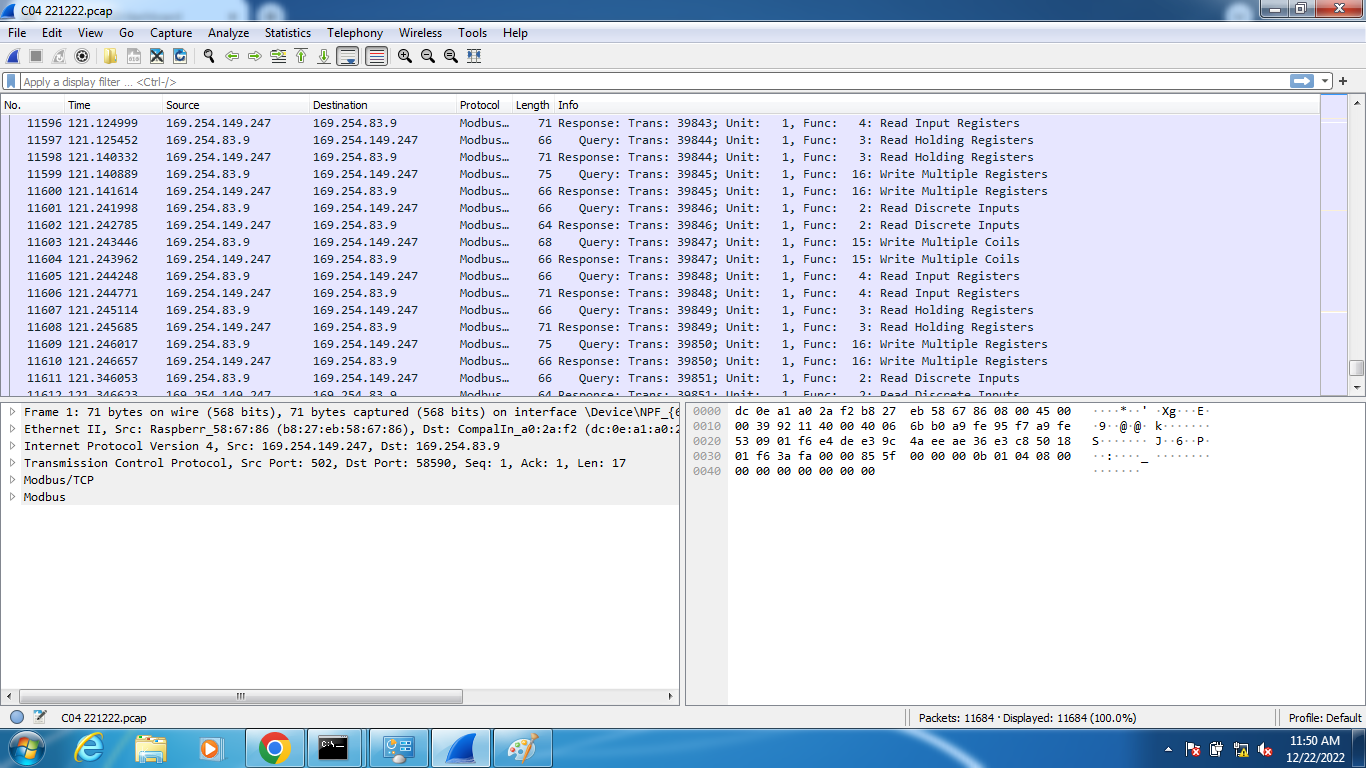 C04 221222.pcap
File Edit View Go Capture Analyze Statistics Telephony Wireless Tools Help
Apply a display filter ... <Ctrl-/>
No. Time Source Destination Protocol Length Info
11596 121.124999 169.254.149.247 169.254.83.9 Modbus… 71 Response: Trans: 39843; Unit: 1, Func: 4: Read Input Registers
11597 121.125452 169.254.83.9 169.254.149.247 Modbus… 66 Query: Trans: 39844; Unit: 1, Func: 3: Read Holding Registers
11598 121.140332 169.254.149.247 169.254.83.9 Modbus… 71 Response: Trans: 39844; Unit: 1, Func: 3: Read Holding Registers
11599 121.140889 169.254.83.9 169.254.149.247 Modbus… 75 Query: Trans: 39845; Unit: 1, Func: 16: Write Multiple Registers
11600 121.141614 169.254.149.247 169.254.83.9 Modbus… 66 Response: Trans: 39845; Unit: 1, Func: 16: Write Multiple Registers
11601 121.241998 169.254.83.9 169.254.149.247 Modbus… 66 Query: Trans: 39846; Unit: 1, Func: 2: Read Discrete Inputs
11602 121.242785 169.254.149.247 169.254.83.9 Modbus… 64 Response: Trans: 39846; Unit: 1, Func: 2: Read Discrete Inputs
11603 121.243446 169.254.83.9 169.254.149.247 Modbus… 68 Query: Trans: 39847; Unit: 1, Func: 15: Write Multiple Coils
11604 121.243962 169.254.149.247 169.254.83.9 Modbus… 66 Response: Trans: 39847; Unit: 1, Func: 15: Write Multiple Coils
11605 121.244248 169.254.83.9 169.254.149.247 Modbus… 66 Query: Trans: 39848; Unit: 1, Func: 4: Read Input Registers
11606 121.244771 169.254.149.247 169.254.83.9 Modbus… 71 Response: Trans: 39848; Unit: 1, Func: 4: Read Input Registers
11607 121.245114 169.254.83.9 169.254.149.247 Modbus… 66 Query: Trans: 39849; Unit: 1, Func: 3: Read Holding Registers
11608 121.245685 169.254.149.247 169.254.83.9 Modbus… 71 Response: Trans: 39849; Unit: 1, Func: 3: Read Holding Registers
11609 121.246017 169.254.83.9 169.254.149.247 Modbus… 75 Query: Trans: 39850; Unit: 1, Func: 16: Write Multiple Registers
11610 121.246657 169.254.149.247 169.254.83.9 Modbus… 66 Response: Trans: 39850; Unit: 1, Func: 16: Write Multiple Registers
11611 121.346053 169.254.83.9 169.254.149.247 Modbus… 66 Query: Trans: 39851; Unit: 1, Func: 2: Read Discrete Inputs
11612 121.346623 169.254.149.247 169.254.83.9 Modbus… 64 Response: Trans: 39851; Unit: 1, Func: 2: Read Discrete Inputs
Frame 1: 71 bytes on wire (568 bits), 71 bytes captured (568 bits) on interface \Device\NPF_{6
Ethernet II, Src: Raspberr_58:67:86 (b8:27:eb:58:67:86), Dst: CompalIn_a0:2a:f2 (dc:0e:a1:a0:2
Internet Protocol Version 4, Src: 169.254.149.247, Dst: 169.254.83.9
Transmission Control Protocol, Src Port: 502, Dst Port: 58590, Seq: 1, Ack: 1, Len: 17
Modbus/TCP
Modbus
0000 dc 0e a1 a0 2a f2 b8 27 eb 58 67 86 08 00 45 00 ····*··' ·Xg···E·
0010 00 39 92 11 40 00 40 06 6b b0 a9 fe 95 f7 a9 fe ·9··@·@· k·······
0020 53 09 01 f6 e4 de e3 9c 4a ee ae 36 e3 c8 50 18 S······· J··6··P·
0030 01 f6 3a fa 00 00 85 5f 00 00 00 0b 01 04 08 00 ··:····_ ········
0040 00 00 00 00 00 00 00 ·······
C04 221222.pcap
Packets: 11684 · Displayed: 11684 (100.0%)
Profile: Default
C:\
11:50 AM
12/22/2022